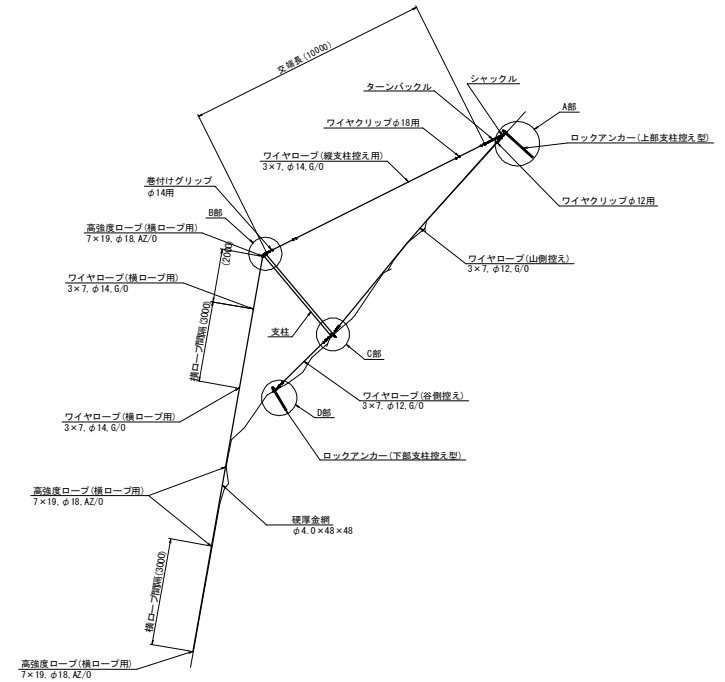 交端長(10000)
シャックル
ターンバックル
A部
ワイヤクリップφ18用
ロックアンカー(上部支柱控え型)
ワイヤロープ(縦支柱控え用)
3×7,φ14,G/O
巻付けグリップ
φ14用
ワイヤクリップφ12用
B部
高強度ロープ(横ロープ用)
7×19,φ18,AZ/O
(2000)
ワイヤロープ(山側控え)
3×7,φ12,G/O
ワイヤロープ(横ロープ用)
3×7,φ14,G/O
横ロープ間隔(3000)
支柱
C部
ワイヤロープ(谷側控え)
3×7,φ12,G/O
ワイヤロープ(横ロープ用)
3×7,φ14,G/O
D部
ロックアンカー(下部支柱控え型)
高強度ロープ(横ロープ用)
7×19,φ18,AZ/O
硬厚金網
φ4.0×48×48
横ロープ間隔(3000)
高強度ロープ(横ロープ用)
7×19,φ18,AZ/O